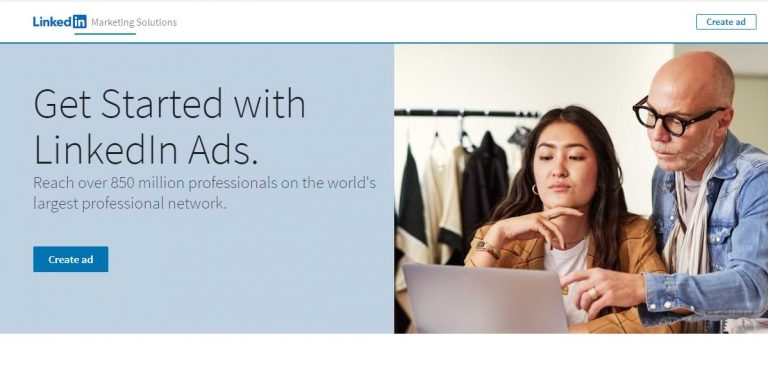 Linked in Marketing Solutions
Create ad
Get Started with
LinkedIn Ads.
Reach over 850 million professionals on the world's
largest professional network.
Create ad